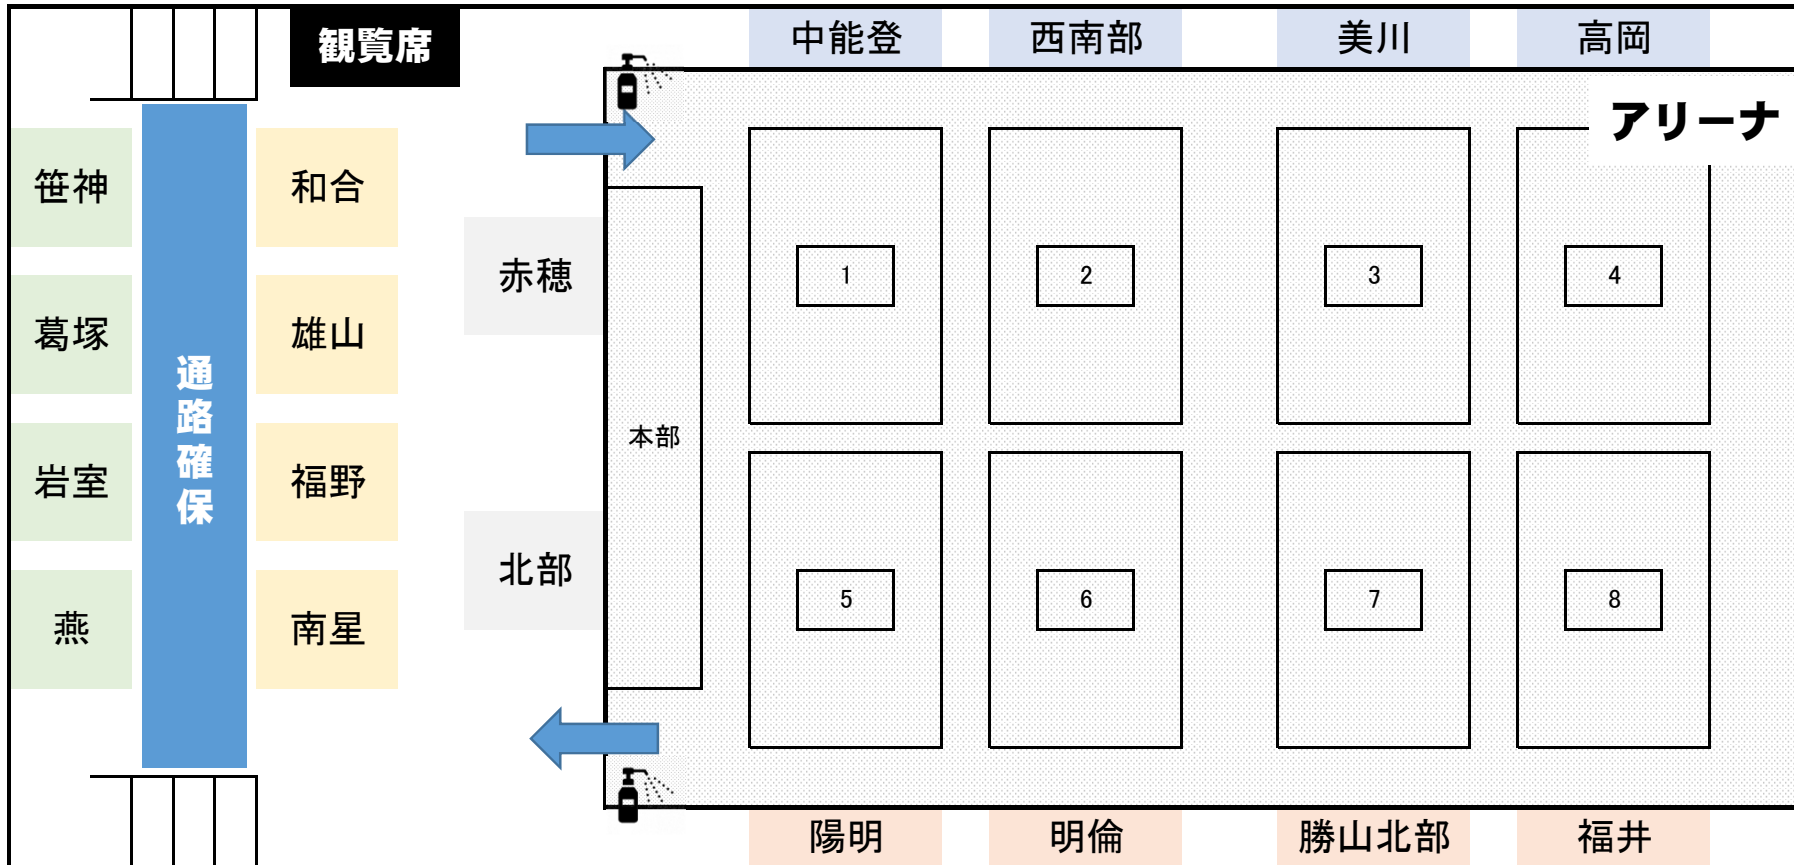 観覧席
中能登
西南部
美川
高岡
アリーナ
笹神
和合
赤穂
1
2
3
4
葛塚
雄山
通路確保
本部
岩室
福野
北部
5
6
7
8
燕
南星
陽明
明倫
勝山北部
福井